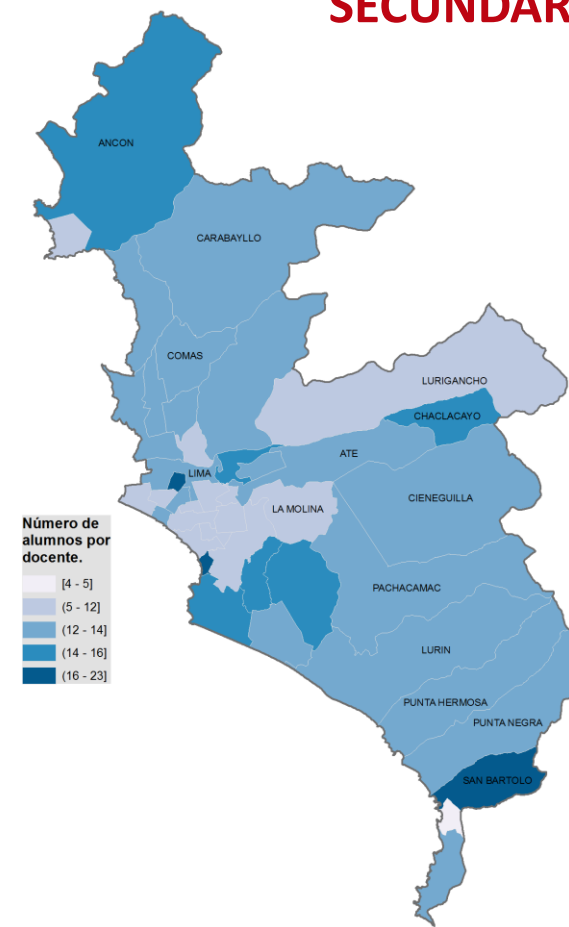 SECUNDAR
ANCON
CARABAYLLO
COMAS
LURIGANCHO
CHACLACAYO
ATE
LIMA
CIENEGUILLA
LA MOLINA
Número de
alumnos por
docente.
[4 - 5]
(5 - 12]
(12 - 14]
(14 - 16]
(16 - 23]
PACHACAMAC
LURIN
PUNTA HERMOSA
PUNTA NEGRA
SAN BARTOLO